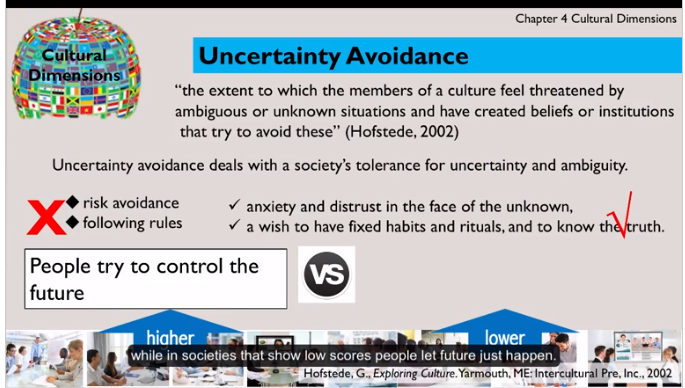 Chapter 4 Cultural Dimensions
Cultural
Dimensions
Uncertainty Avoidance
“the extent to which the members of a culture feel threatened by
ambiguous or unknown situations and have created beliefs or institutions
that try to avoid these” (Hofstede, 2002)
Uncertainty avoidance deals with a society’s tolerance for uncertainty and ambiguity.
X
◆ risk avoidance
◆ following rules
✓ anxiety and distrust in the face of the unknown,
✓ a wish to have fixed habits and rituals, and to know the truth.
√
People try to control the
future
VS
higher
lower
while in societies that show low scores people let future just happen.
Hofstede, G., Exploring Culture. Yarmouth, ME: Intercultural Pre, Inc., 2002